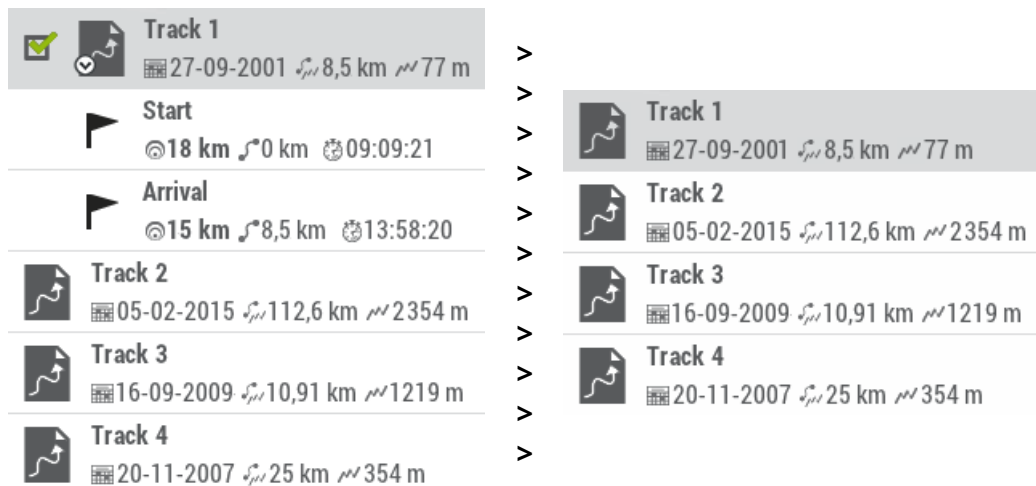 Track 1
27-09-2001 8,5 km 77 m
Start
18 km 0 km 09:09:21
Arrival
15 km 8,5 km 13:58:20
Track 2
05-02-2015 112,6 km 2354 m
Track 3
16-09-2009 10,91 km 1219 m
Track 4
20-11-2007 25 km 354 m
>
>
>
>
>
>
>
>
>
>
>
Track 1
27-09-2001 8,5 km 77 m
Track 2
05-02-2015 112,6 km 2354 m
Track 3
16-09-2009 10,91 km 1219 m
Track 4
20-11-2007 25 km 354 m